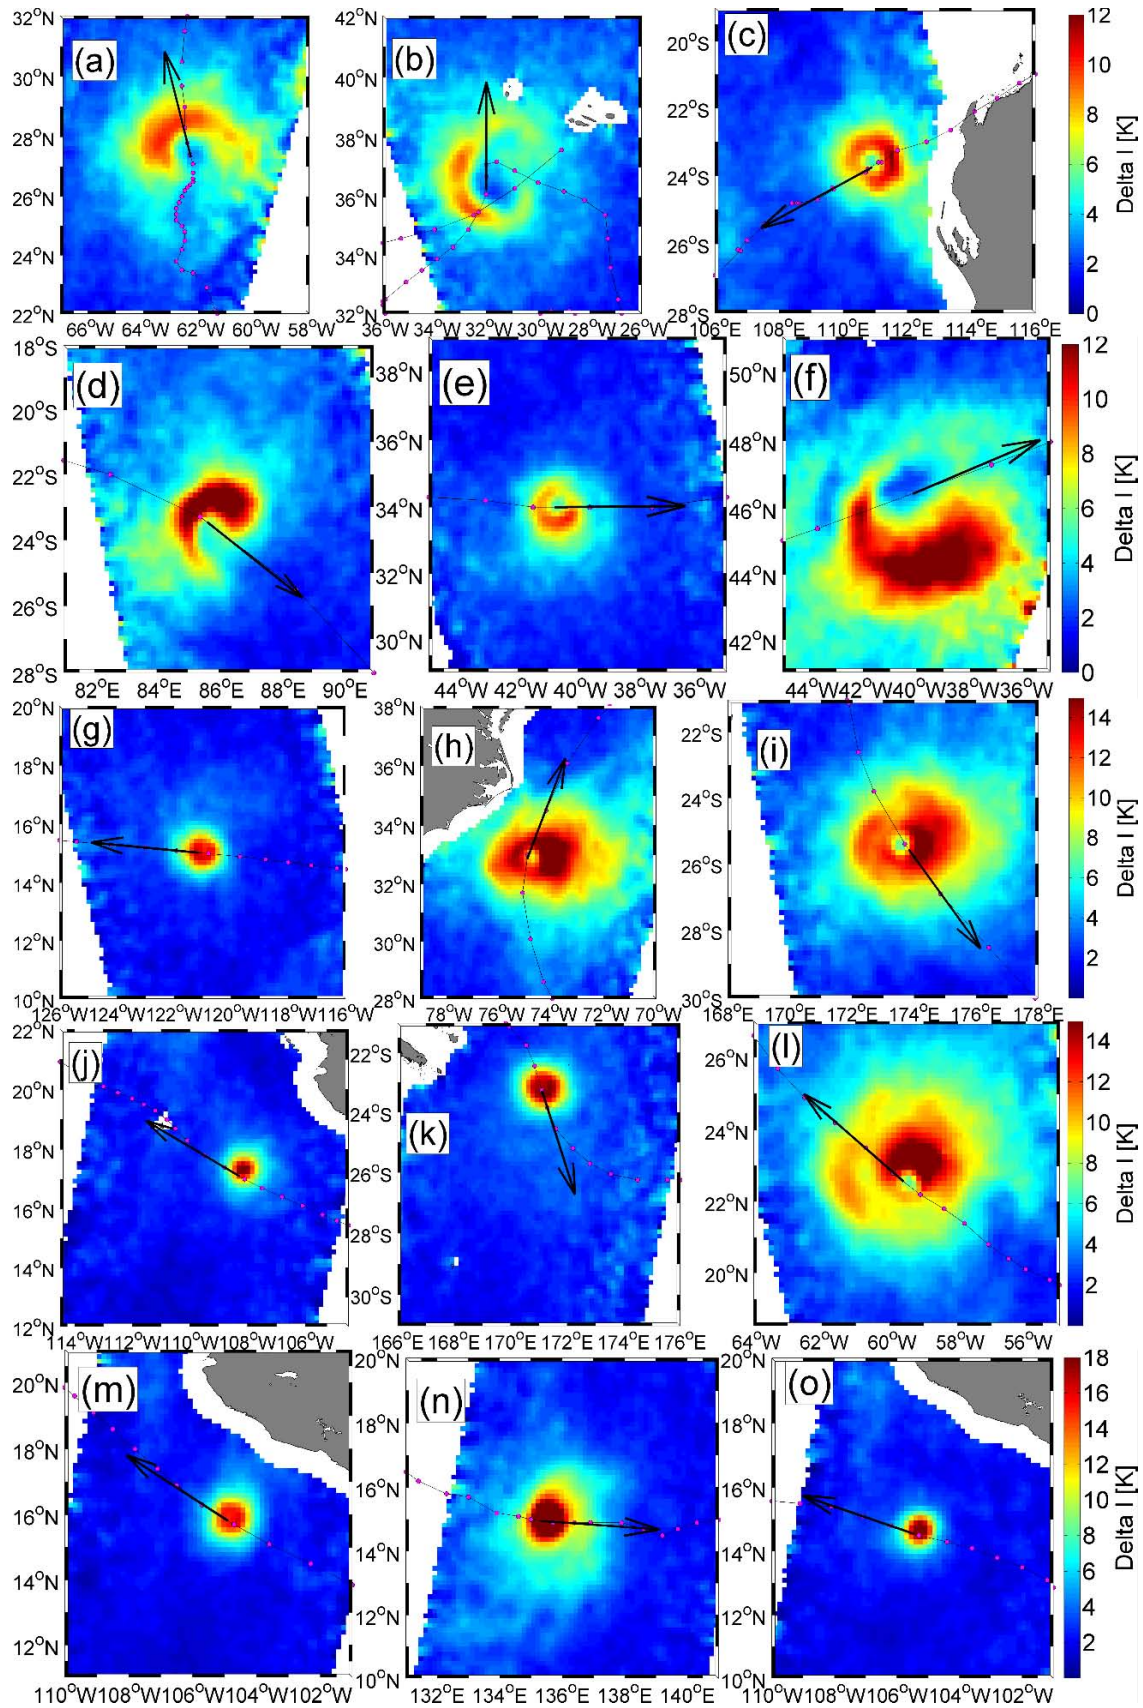 (a)
32°N
30°N
28°N
26°N
24°N
22°N
66°W 64°W 62°W 60°W 58°W
(b)
42°N
40°N
38°N
36°N
34°N
32°N
36°W 34°W 32°W 30°W 28°W 26°W
(c)
20°S
22°S
24°S
26°S
28°S
106°E 108°E 110°E 112°E 114°E 116°E
12
10
8
6
4
2
0
Delta I [K]
(d)
18°S
20°S
22°S
24°S
26°S
28°S
82°E 84°E 86°E 88°E 90°E
(e)
38°N
36°N
34°N
32°N
30°N
44°W 42°W 40°W 38°W 36°W
(f)
50°N
48°N
46°N
44°N
42°N
44°W 42°W 40°W 38°W 36°W
12
10
8
6
4
2
0
Delta I [K]
(g)
20°N
18°N
16°N
14°N
12°N
10°N
126°W 124°W 122°W 120°W 118°W 116°W
(h)
38°N
36°N
34°N
32°N
30°N
28°N
78°W 76°W 74°W 72°W 70°W
(i)
22°S
24°S
26°S
28°S
30°S
168°E 170°E 172°E 174°E 176°E 178°E
14
12
10
8
6
4
2
Delta I [K]
(j)
22°N
20°N
18°N
16°N
14°N
12°N
114°W 112°W 110°W 108°W 106°W
(k)
22°S
24°S
26°S
28°S
30°S
166°E 168°E 170°E 172°E 174°E 176°E
(l)
26°N
24°N
22°N
20°N
64°W 62°W 60°W 58°W 56°W
14
12
10
8
6
4
2
Delta I [K]
(m)
20°N
18°N
16°N
14°N
12°N
110°W 108°W 106°W 104°W 102°W
(n)
20°N
18°N
16°N
14°N
12°N
10°N
132°E 134°E 136°E 138°E 140°E
(o)
20°N
18°N
16°N
14°N
12°N
10°N
110°W 108°W 106°W 104°W 102°W
18
16
14
12
10
8
6
4
2
Delta I [K]